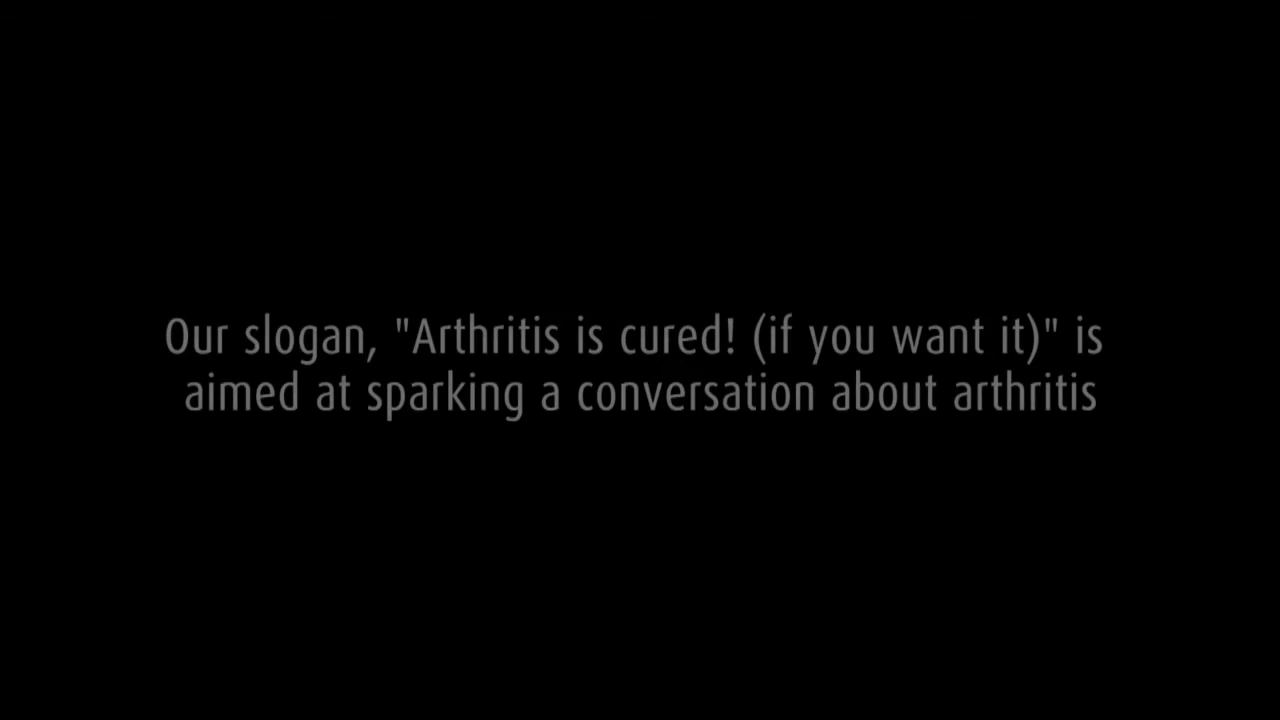 Our slogan, "Arthritis is cured! (if you want it)" is
aimed at sparking a conversation about arthritis